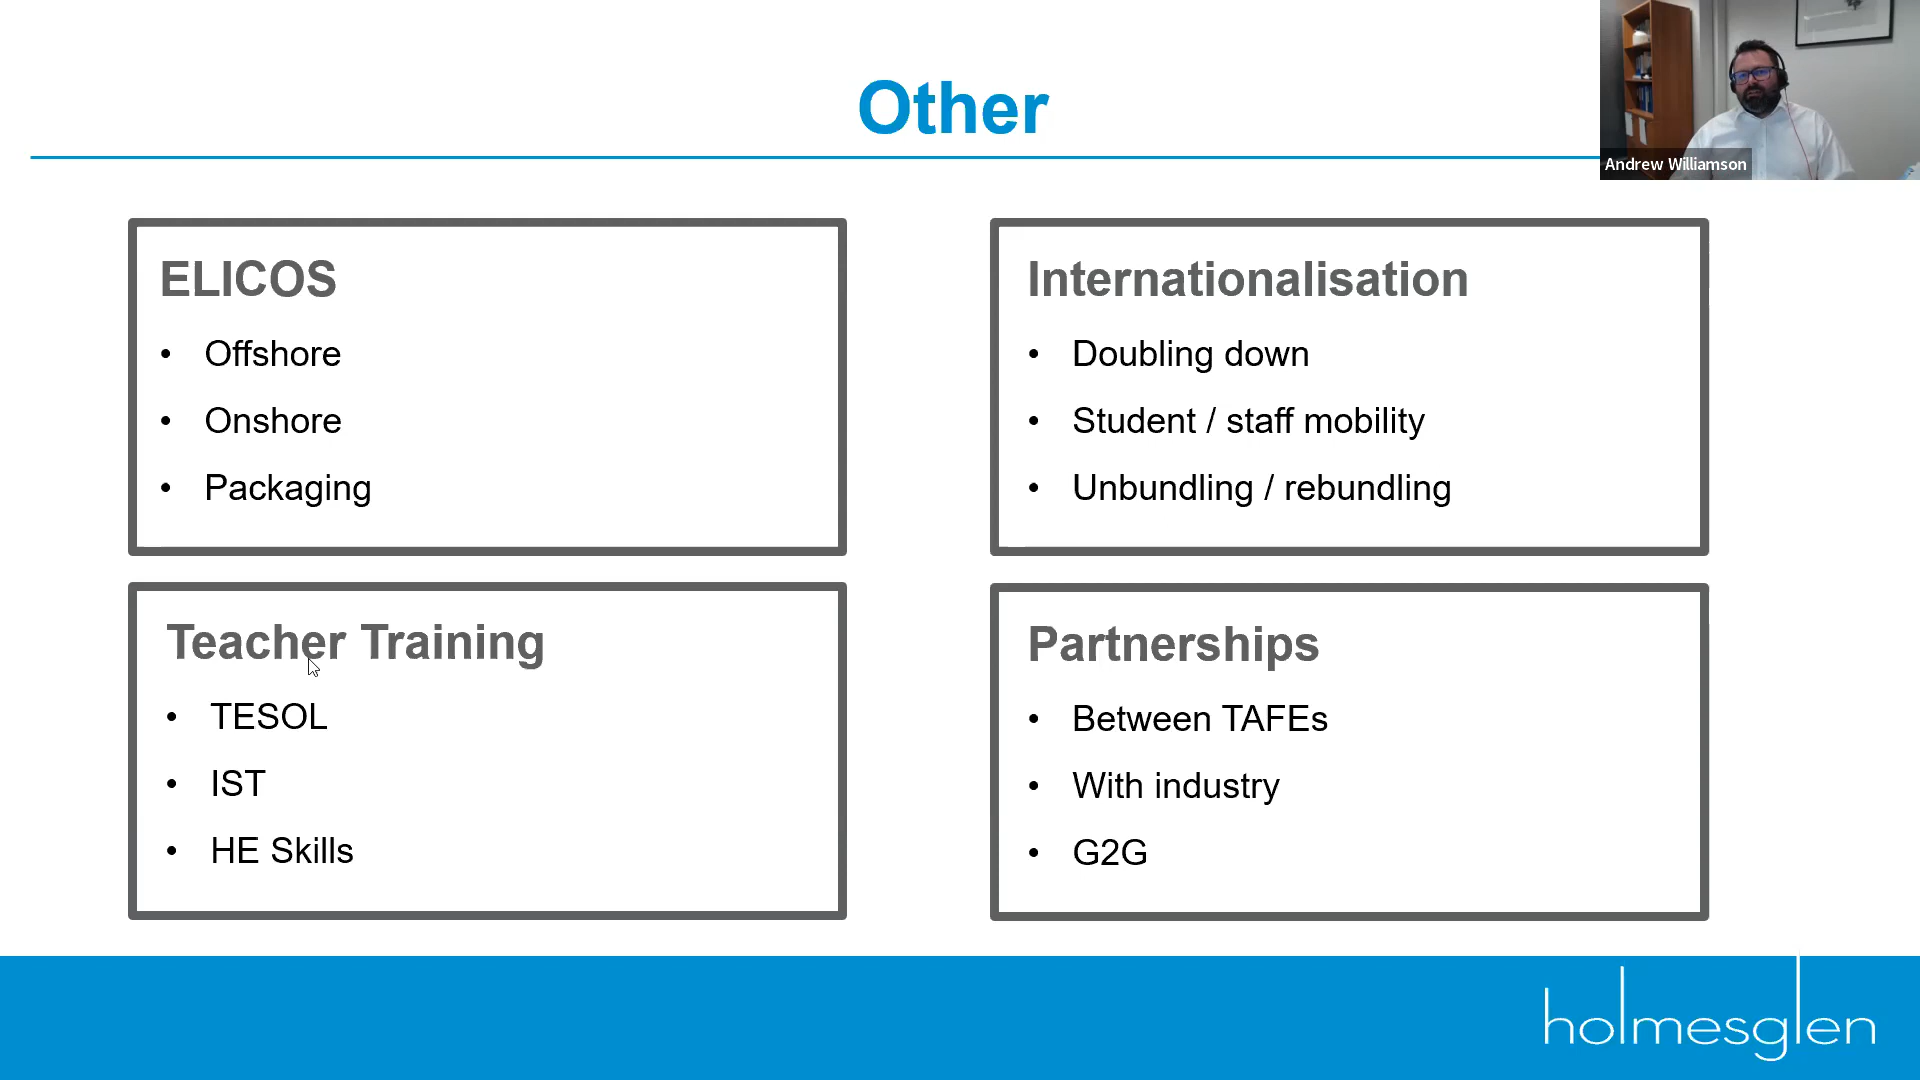 Other
Andrew Williamson
ELICOS
• Offshore
• Onshore
• Packaging
Internationalisation
• Doubling down
• Student / staff mobility
• Unbundling / rebundling
Teacher Training
• TESOL
• IST
• HE Skills
Partnerships
• Between TAFEs
• With industry
• G2G
holmesglen